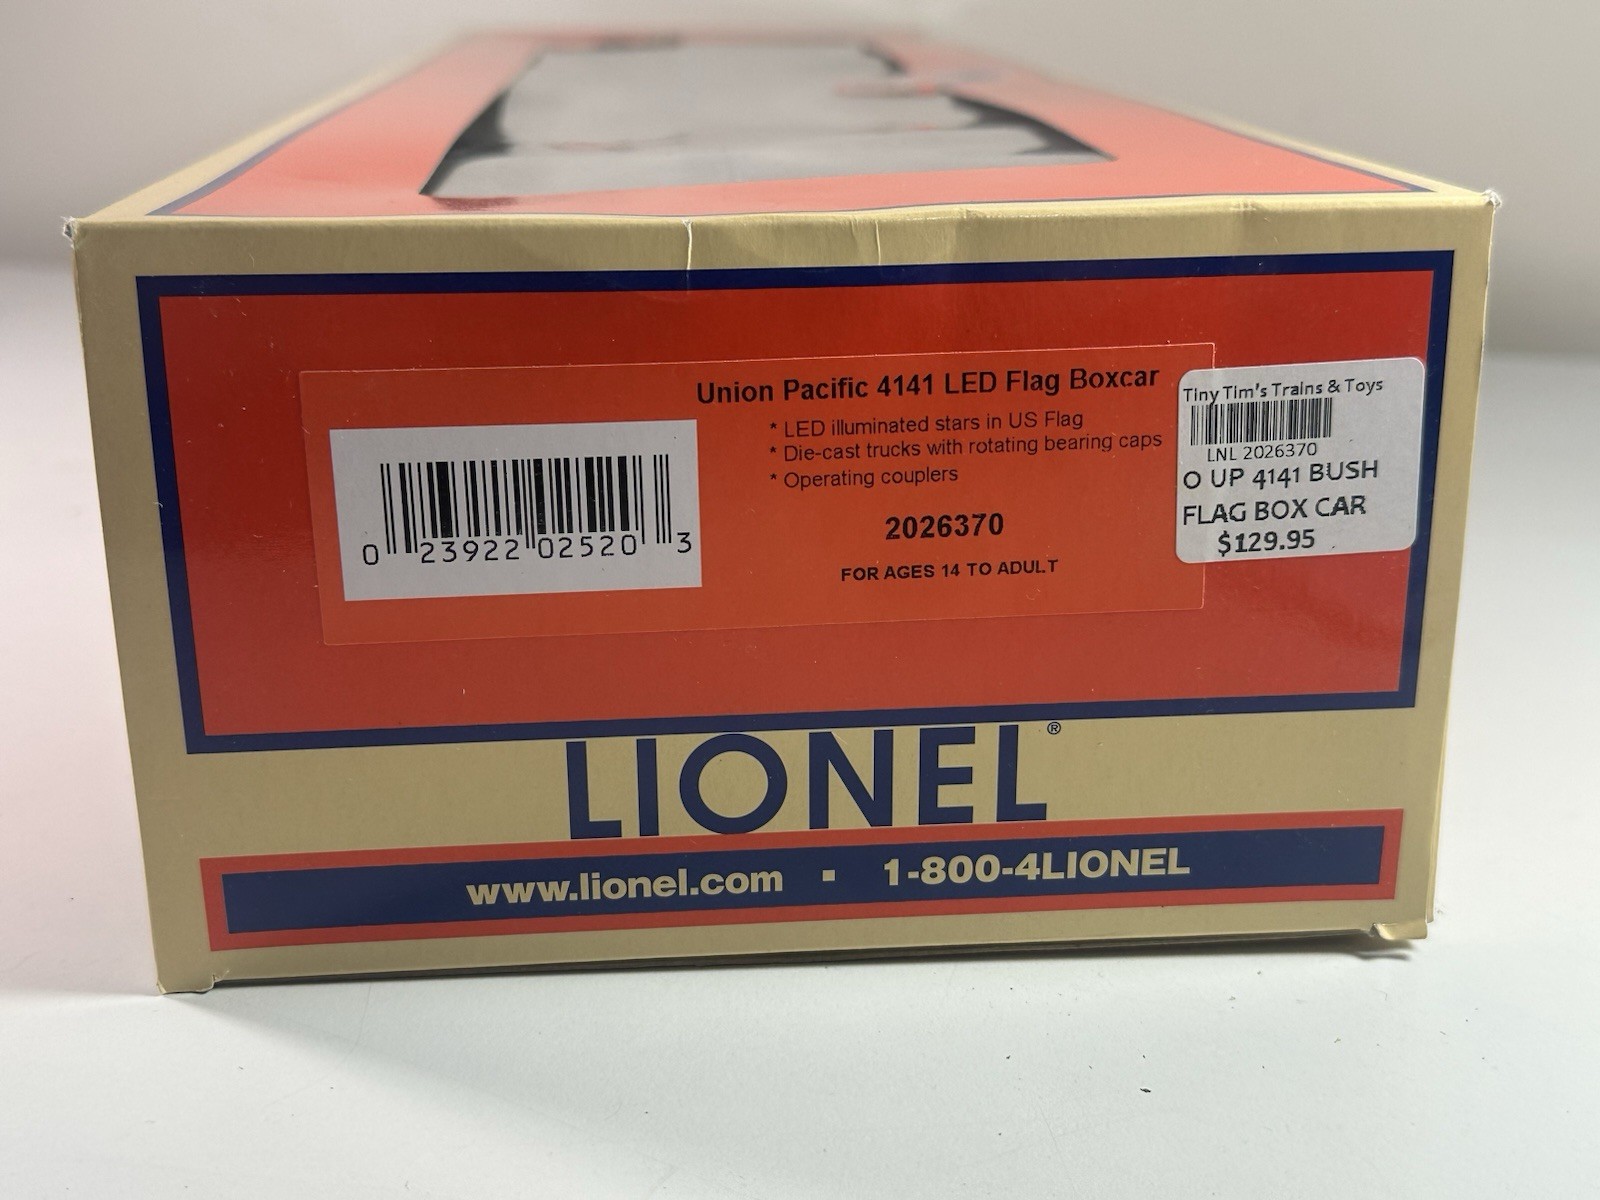 Union Pacific 4141 LED Flag Boxcar
* LED illuminated stars in US Flag
* Die-cast trucks with rotating bearing caps
* Operating couplers
2026370
FOR AGES 14 TO ADULT
0 23922 02520 3
Tiny Tim's Trains & Toys
LNL 2026370
O UP 4141 BUSH
FLAG BOX CAR
$129.95
LIONEL®
www.lionel.com ▪ 1-800-4LIONEL